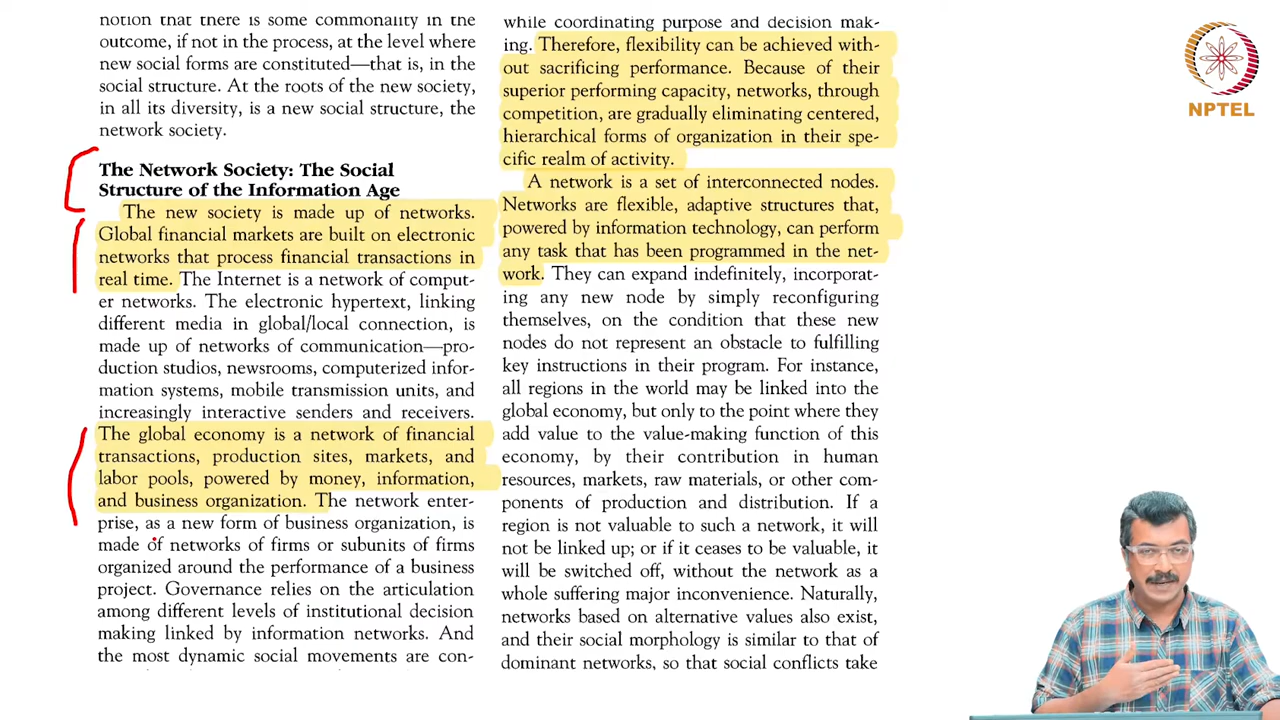 notion that there is some commonality in the
outcome, if not in the process, at the level where
new social forms are constituted—that is, in the
social structure. At the roots of the new society,
in all its diversity, is a new social structure, the
network society.
The Network Society: The Social
Structure of the Information Age
The new society is made up of networks.
Global financial markets are built on electronic
networks that process financial transactions in
real time. The Internet is a network of comput-
er networks. The electronic hypertext, linking
different media in global/local connection, is
made up of networks of communication—pro-
duction studios, newsrooms, computerized infor-
mation systems, mobile transmission units, and
increasingly interactive senders and receivers.
The global economy is a network of financial
transactions, production sites, markets, and
labor pools, powered by money, information,
and business organization. The network enter-
prise, as a new form of business organization, is
made of networks of firms or subunits of firms
organized around the performance of a business
project. Governance relies on the articulation
among different levels of institutional decision
making linked by information networks. And
the most dynamic social movements are con-
while coordinating purpose and decision mak-
ing. Therefore, flexibility can be achieved with-
out sacrificing performance. Because of their
superior performing capacity, networks, through
competition, are gradually eliminating centered,
hierarchical forms of organization in their spe-
cific realm of activity.
A network is a set of interconnected nodes.
Networks are flexible, adaptive structures that,
powered by information technology, can perform
any task that has been programmed in the net-
work. They can expand indefinitely, incorporat-
ing any new node by simply reconfiguring
themselves, on the condition that these new
nodes do not represent an obstacle to fulfilling
key instructions in their program. For instance,
all regions in the world may be linked into the
global economy, but only to the point where they
add value to the value-making function of this
economy, by their contribution in human
resources, markets, raw materials, or other com-
ponents of production and distribution. If a
region is not valuable to such a network, it will
not be linked up; or if it ceases to be valuable, it
will be switched off, without the network as a
whole suffering major inconvenience. Naturally,
networks based on alternative values also exist,
and their social morphology is similar to that of
dominant networks, so that social conflicts take
NPTEL